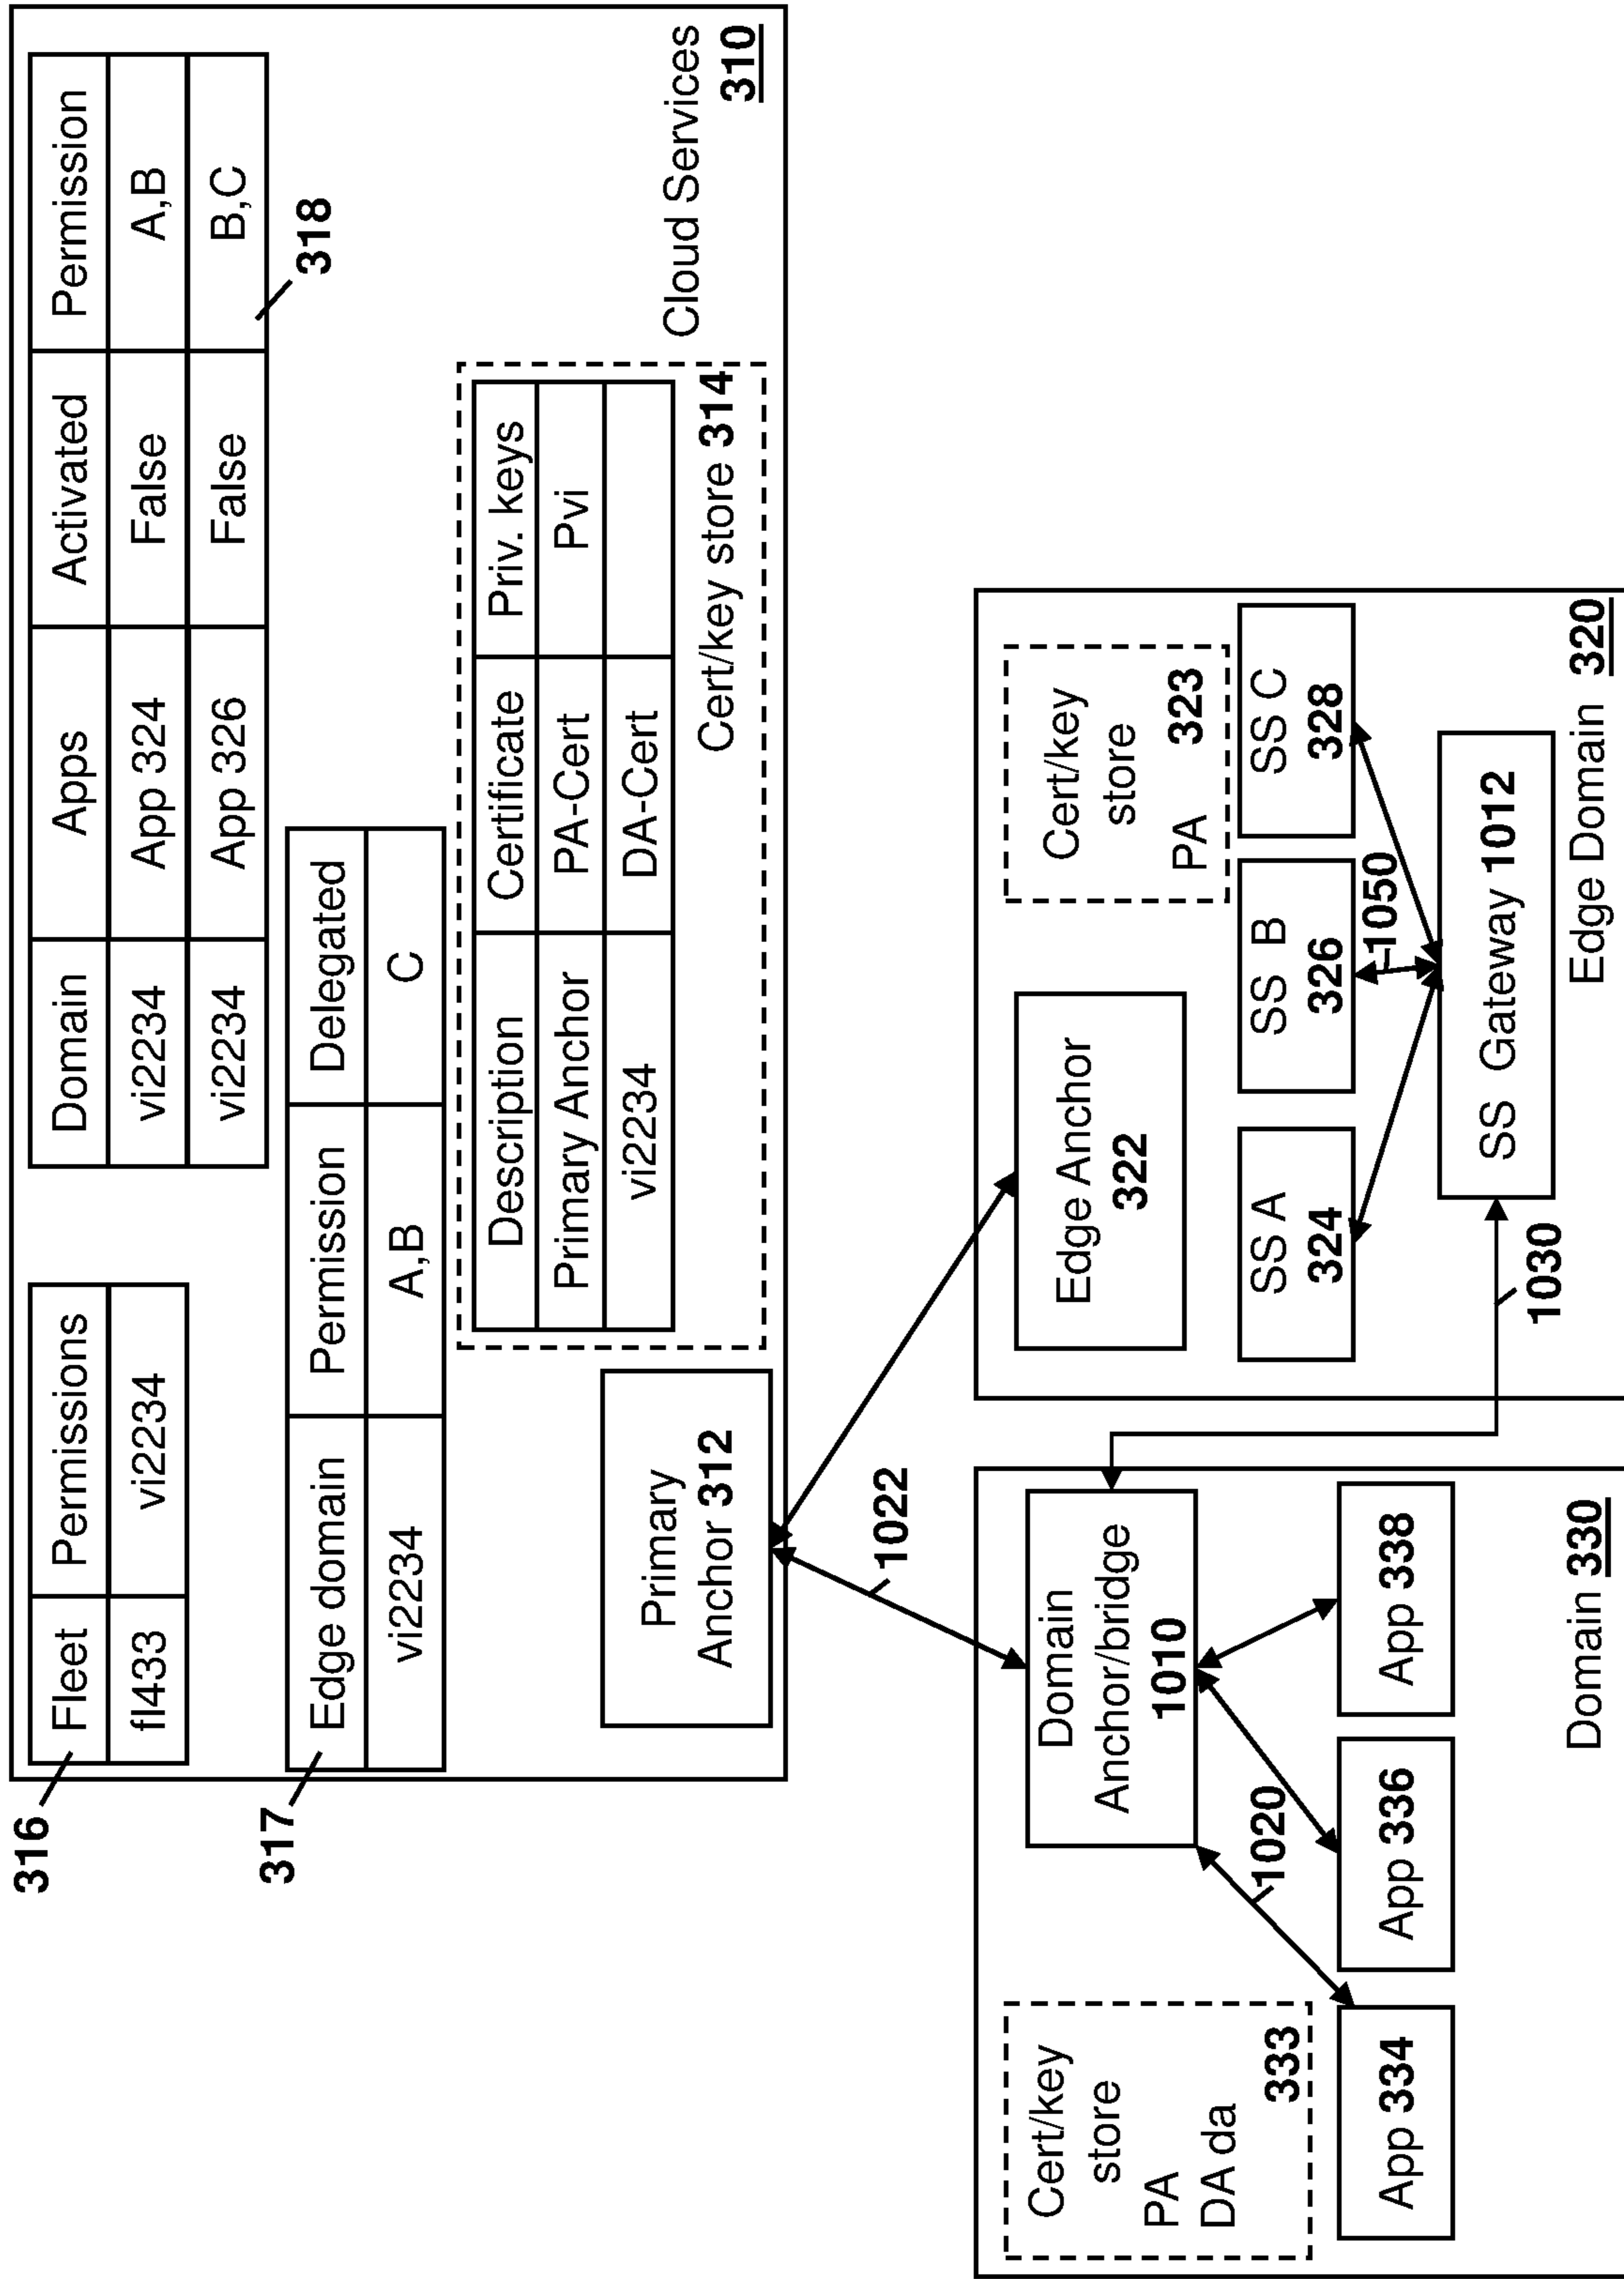 316
Fleet Permissions
fl433 vi2234
Domain Apps Activated Permission
vi2234 App 324 False A,B
vi2234 App 326 False B,C
318
317
Edge domain Permission Delegated
vi2234 A,B C
Description Certificate Priv. keys
Primary Anchor PA-Cert Pvi
vi2234 DA-Cert
Cert/key store 314
Primary
Anchor 312
Cloud Services
310
1022
Cert/key
store
PA
DA da
333
Domain
Anchor/bridge
1010
1020
App 334
App 336
App 338
Domain 330
1030
Edge Anchor
322
Cert/key
store
PA 323
SS A
324
SS B
326
SS C
328
1050
SS Gateway 1012
Edge Domain 320